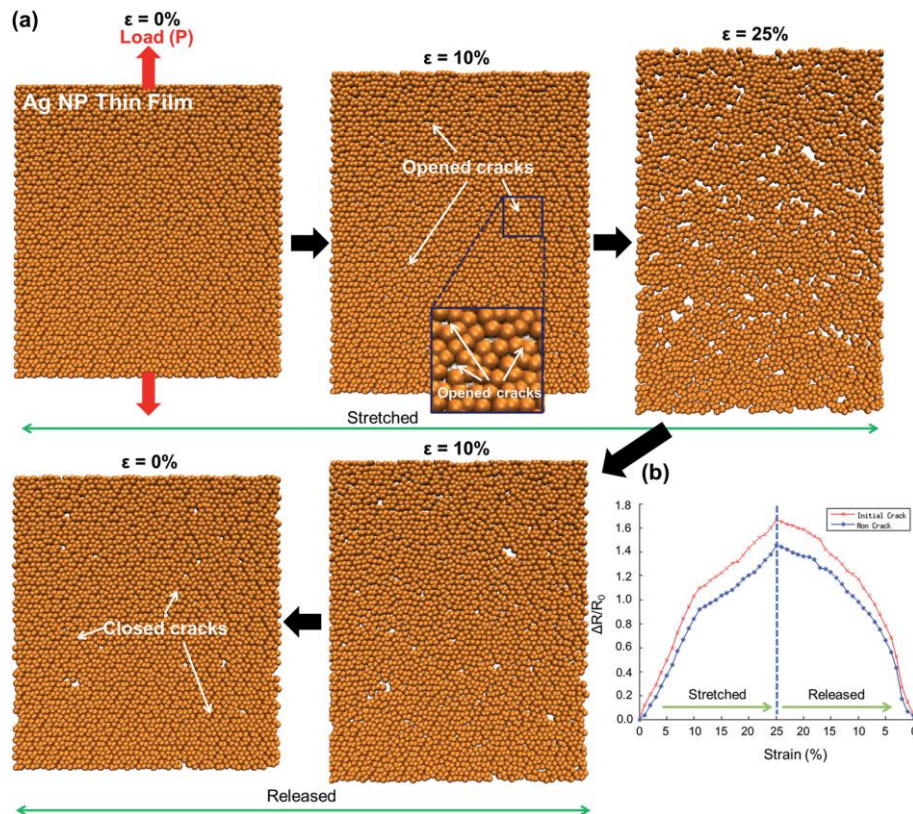 (a)
ε = 0%
Load (P)
ε = 10%
ε = 25%
Ag NP Thin Film
Opened cracks
Opened cracks
Stretched
ε = 0%
ε = 10%
Closed cracks
Released
(b)
1.8
1.6
1.4
1.2
1.0
0.8
0.6
0.4
0.2
0.0
ΔR/R₀
Initial Crack
Non Crack
Stretched
Released
0 5 10 15 20 25 20 15 10 5 0
Strain (%)